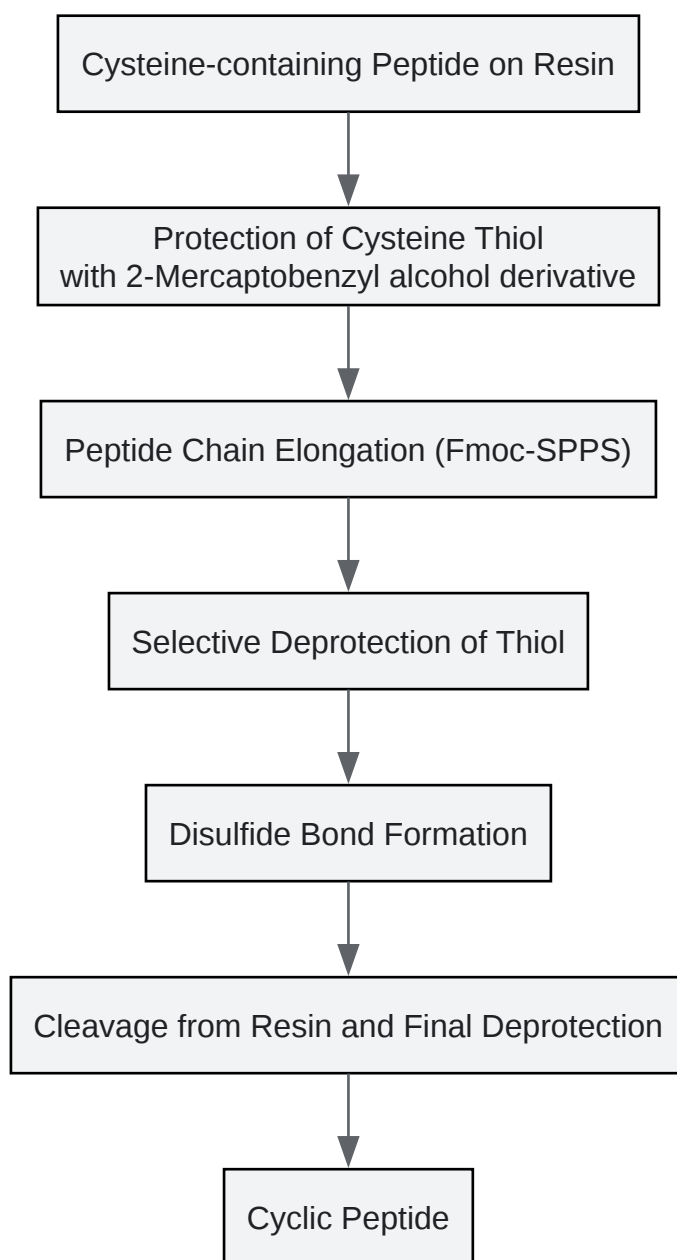 Cysteine-containing Peptide on Resin
Protection of Cysteine Thiol
with 2-Mercaptobenzyl alcohol derivative
Peptide Chain Elongation (Fmoc-SPPS)
Selective Deprotection of Thiol
Disulfide Bond Formation
Cleavage from Resin and Final Deprotection
Cyclic Peptide